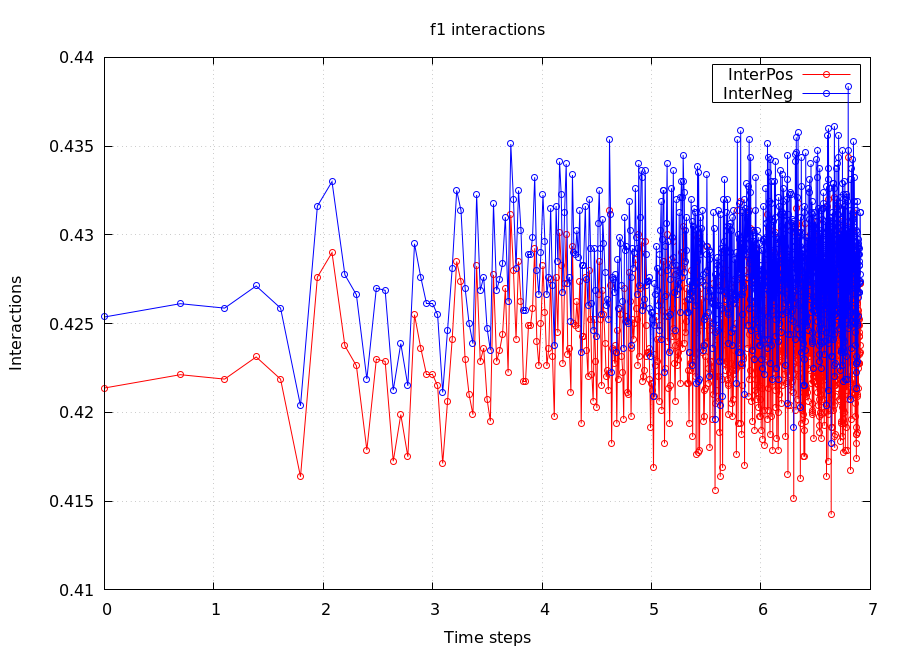 f1 interactions
InterPos
InterNeg
0.44
0.435
0.43
0.425
0.42
0.415
0.41
Interactions
0 1 2 3 4 5 6 7
Time steps